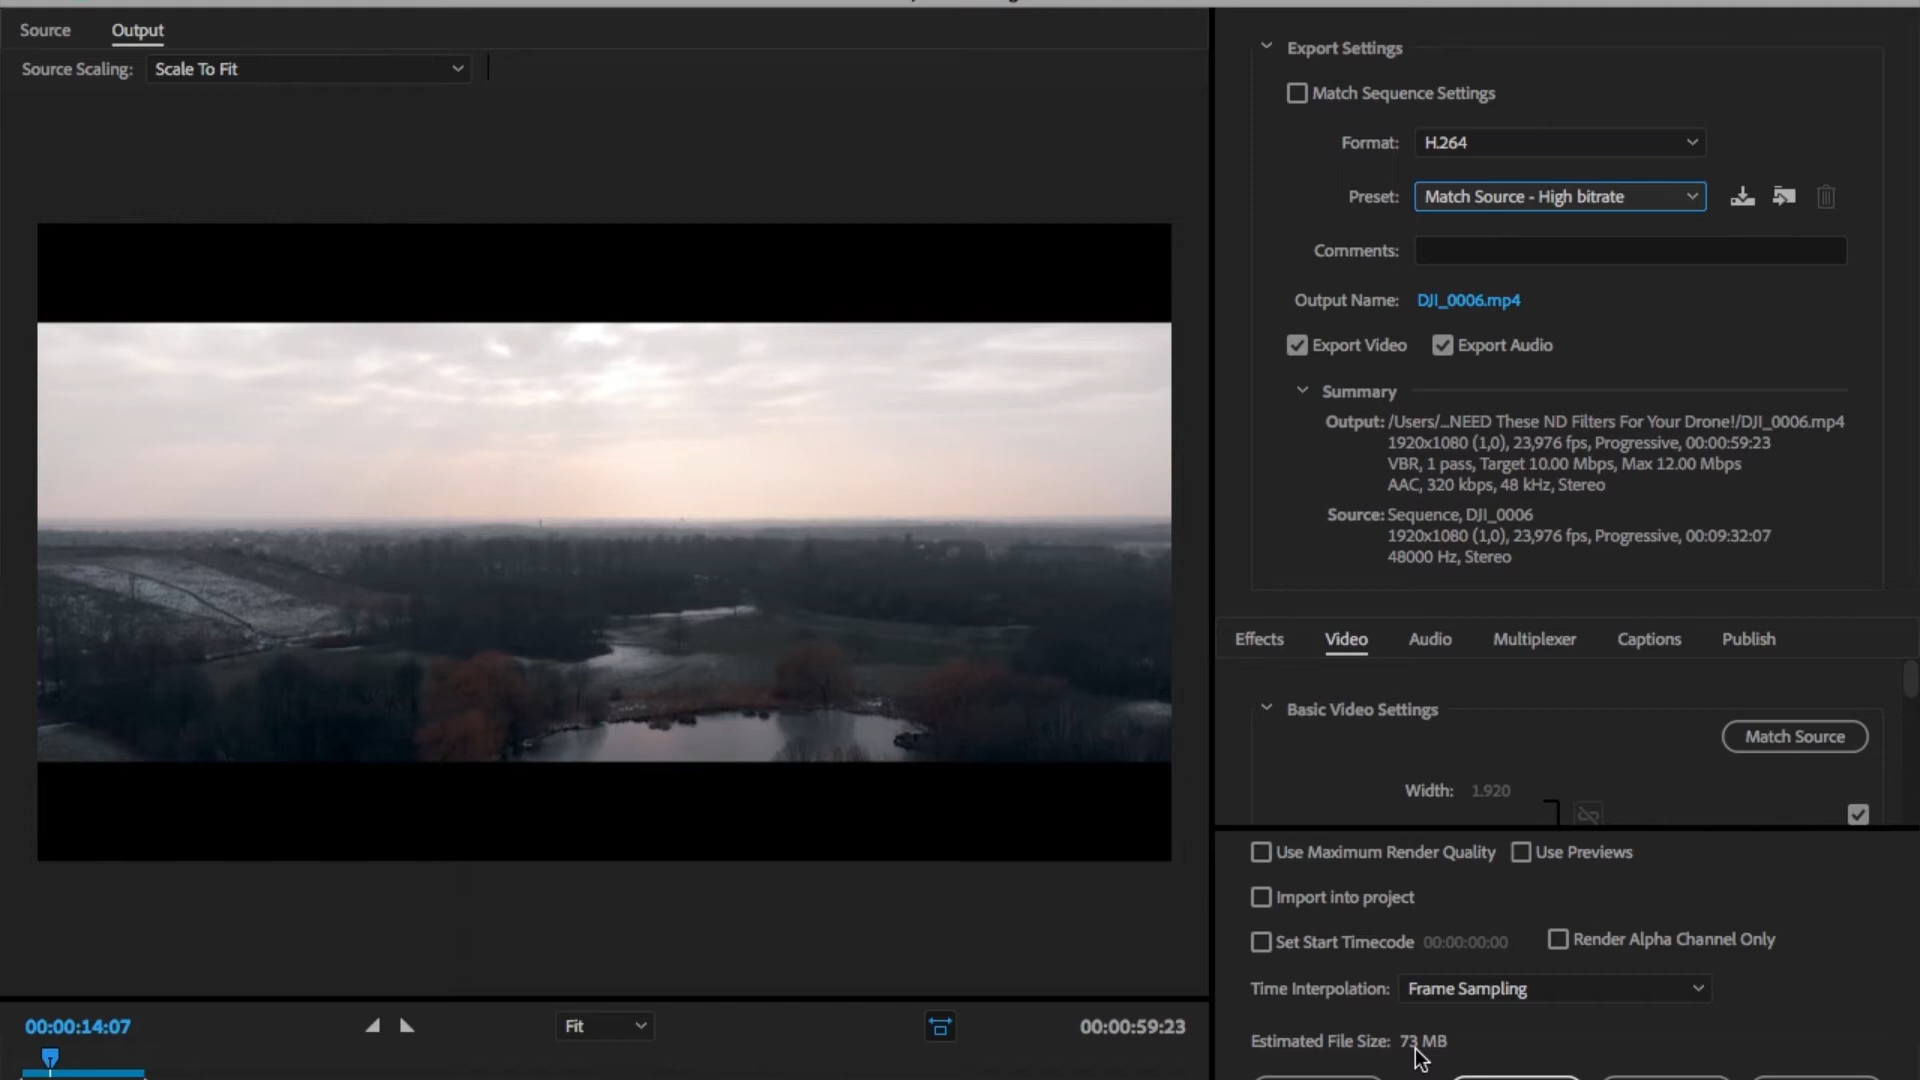 Source Output
Source Scaling: Scale To Fit
Export Settings
Match Sequence Settings
Format: H.264
Preset: Match Source - High bitrate
Comments:
Output Name: DJI_0006.mp4
Export Video Export Audio
Summary
Output: /Users/...NEED These ND Filters For Your Drone!/DJI_0006.mp4
1920x1080 (1,0), 23,976 fps, Progressive, 00:00:59:23
VBR, 1 pass, Target 10.00 Mbps, Max 12.00 Mbps
AAC, 320 kbps, 48 kHz, Stereo
Source: Sequence, DJI_0006
1920x1080 (1,0), 23,976 fps, Progressive, 00:09:32:07
48000 Hz, Stereo
Effects Video Audio Multiplexer Captions Publish
Basic Video Settings
Match Source
Width: 1.920
Use Maximum Render Quality Use Previews
Import into project
Set Start Timecode 00:00:00:00 Render Alpha Channel Only
Time Interpolation: Frame Sampling
Estimated File Size: 73 MB
00:00:14:07 Fit 00:00:59:23